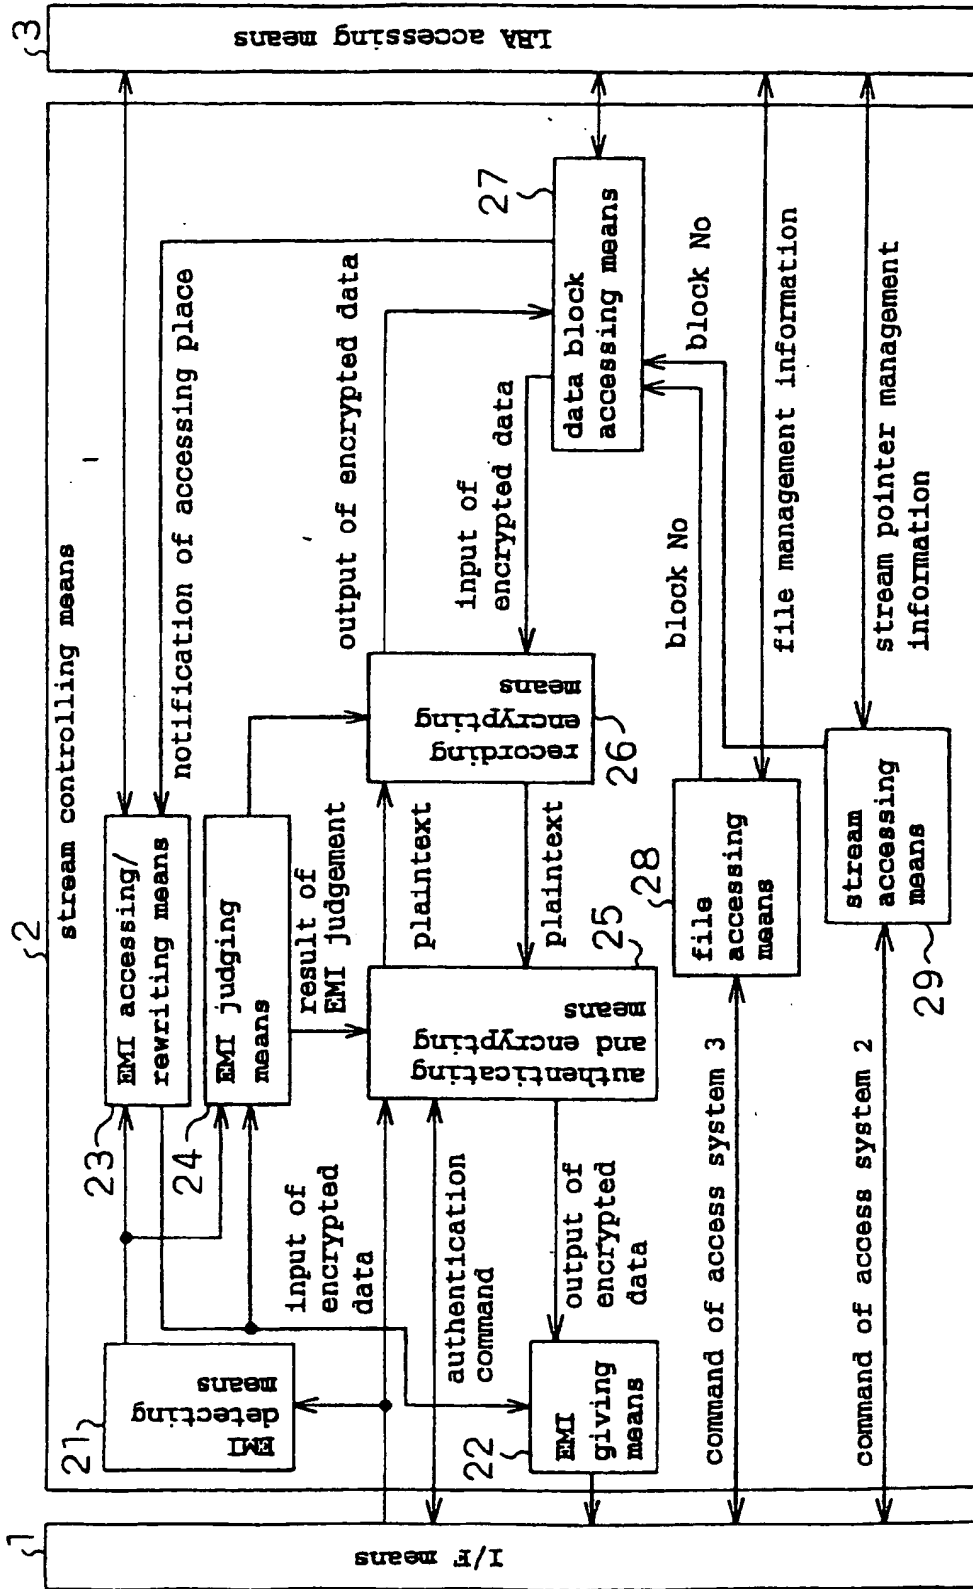 2
stream controlling means
1
I/F means
3
LBA accessing means
21
EMI
detecting
means
23
EMI accessing/
rewriting means
notification of accessing place
24
EMI judging
means
result of
EMI judgement
input of
encrypted
data
authentication
command
25
authenticating
and encrypting
means
plaintext
plaintext
26
recording
encrypting
means
output of encrypted data
input of
encrypted data
27
data block
accessing means
22
EMI
giving
means
output of
encrypted
data
28
file
accessing
means
block No
block No
file management information
command of access system 3
29
stream
accessing
means
stream pointer management
information
command of access system 2